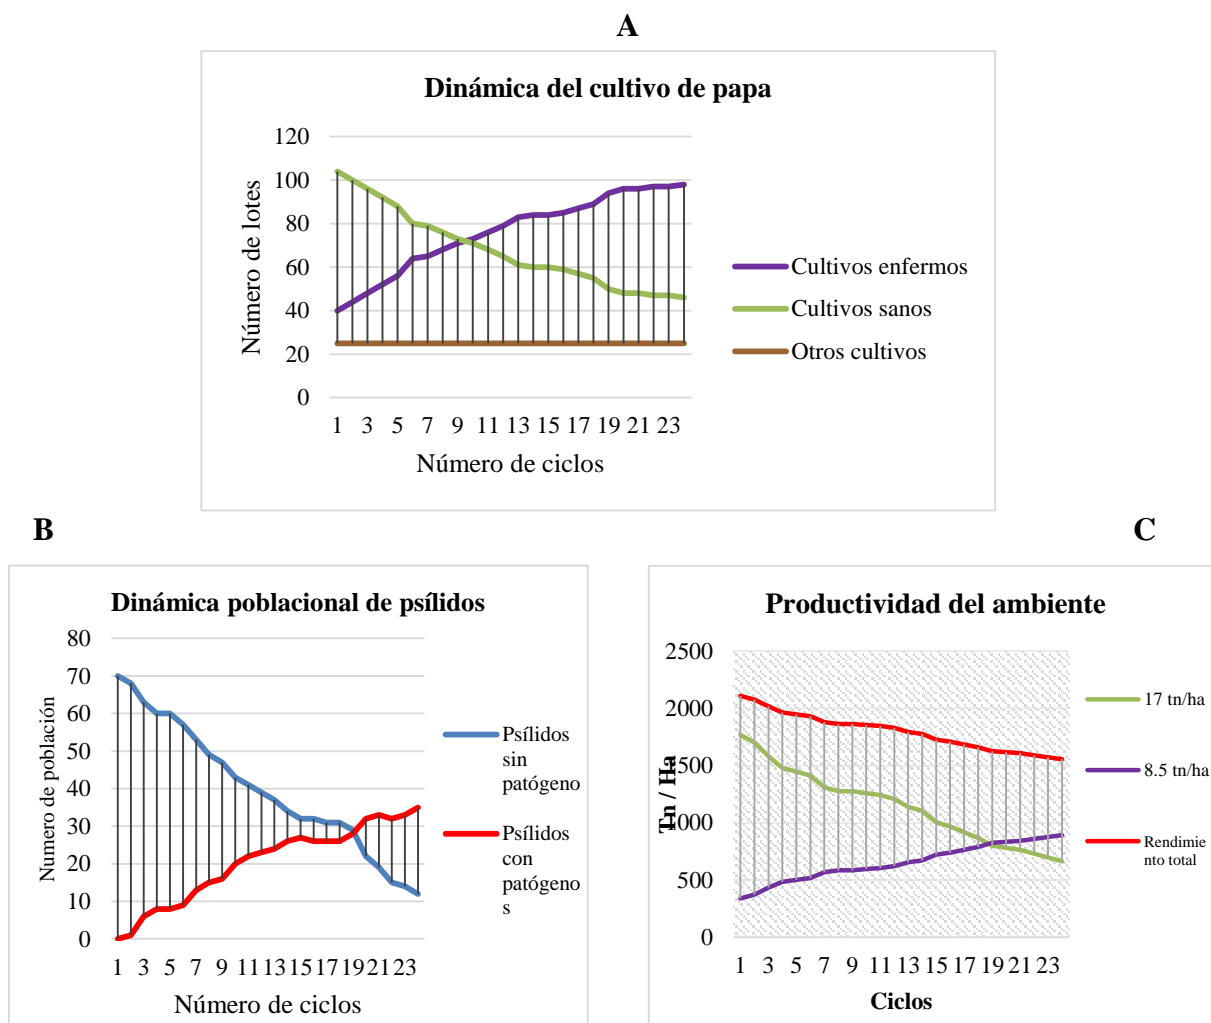 A
Dinámica del cultivo de papa
Número de lotes
120
100
80
60
40
20
0
1 3 5 7 9 11 13 15 17 19 21 23
Número de ciclos
Cultivos enfermos
Cultivos sanos
Otros cultivos
B
Dinámica poblacional de psílidos
Numero de población
80
70
60
50
40
30
20
10
0
1 3 5 7 9 11 13 15 17 19 21 23
Número de ciclos
Psílidos
sin
patógeno
Psílidos
con
patógeno
s
C
Productividad del ambiente
Tn / Ha
2500
2000
1500
1000
500
0
1 3 5 7 9 11 13 15 17 19 21 23
Ciclos
17 tn/ha
8.5 tn/ha
Rendimie
nto total